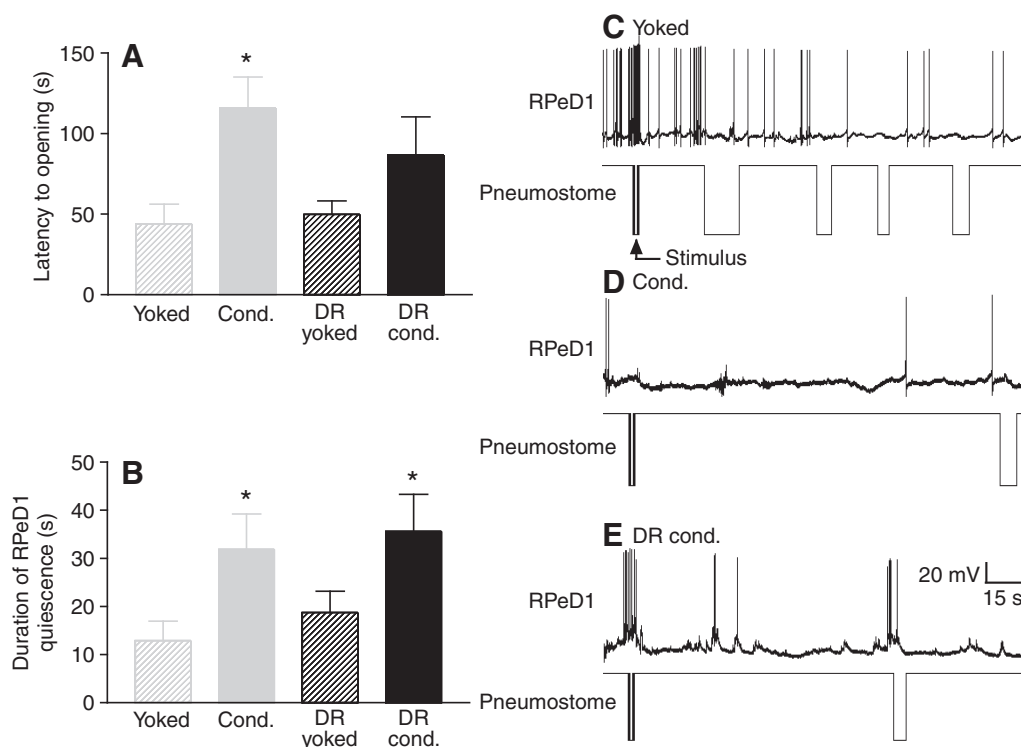 A
Latency to opening (s)
150
100
50
0
*
Yoked
Cond.
DR
yoked
DR
cond.
B
Duration of RPeD1
quiescence (s)
50
40
30
20
10
0
*
*
Yoked
Cond.
DR
yoked
DR
cond.
C Yoked
RPeD1
Pneumostome
Stimulus
D Cond.
RPeD1
Pneumostome
E DR cond.
20 mV
15 s
RPeD1
Pneumostome